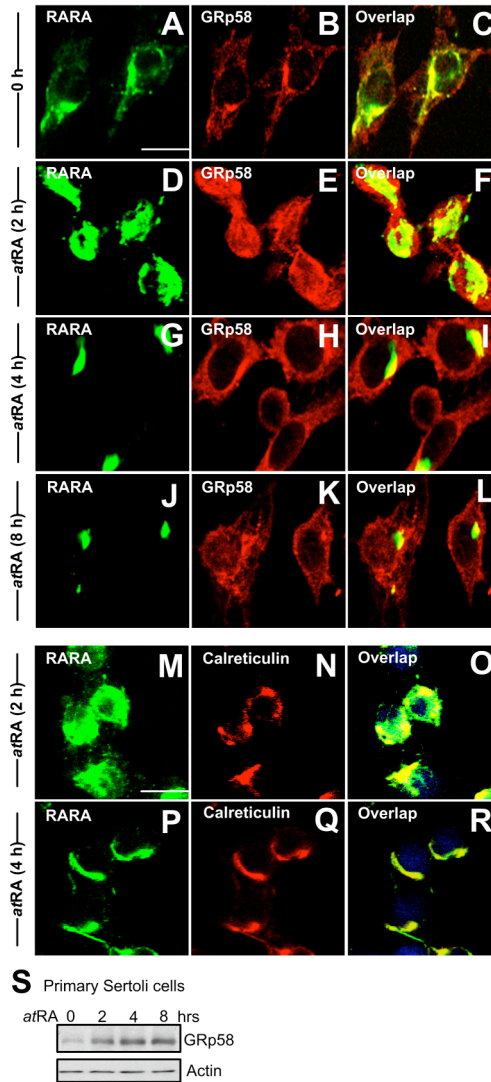 0 h
RARA A
GRp58 B
Overlap C
atRA (2 h)
RARA D
GRp58 E
Overlap F
atRA (4 h)
RARA G
GRp58 H
Overlap I
atRA (8 h)
RARA J
GRp58 K
Overlap L
atRA (2 h)
RARA M
Calreticulin N
Overlap O
atRA (4 h)
RARA P
Calreticulin Q
Overlap R
S Primary Sertoli cells
atRA 0 2 4 8 hrs
GRp58
Actin